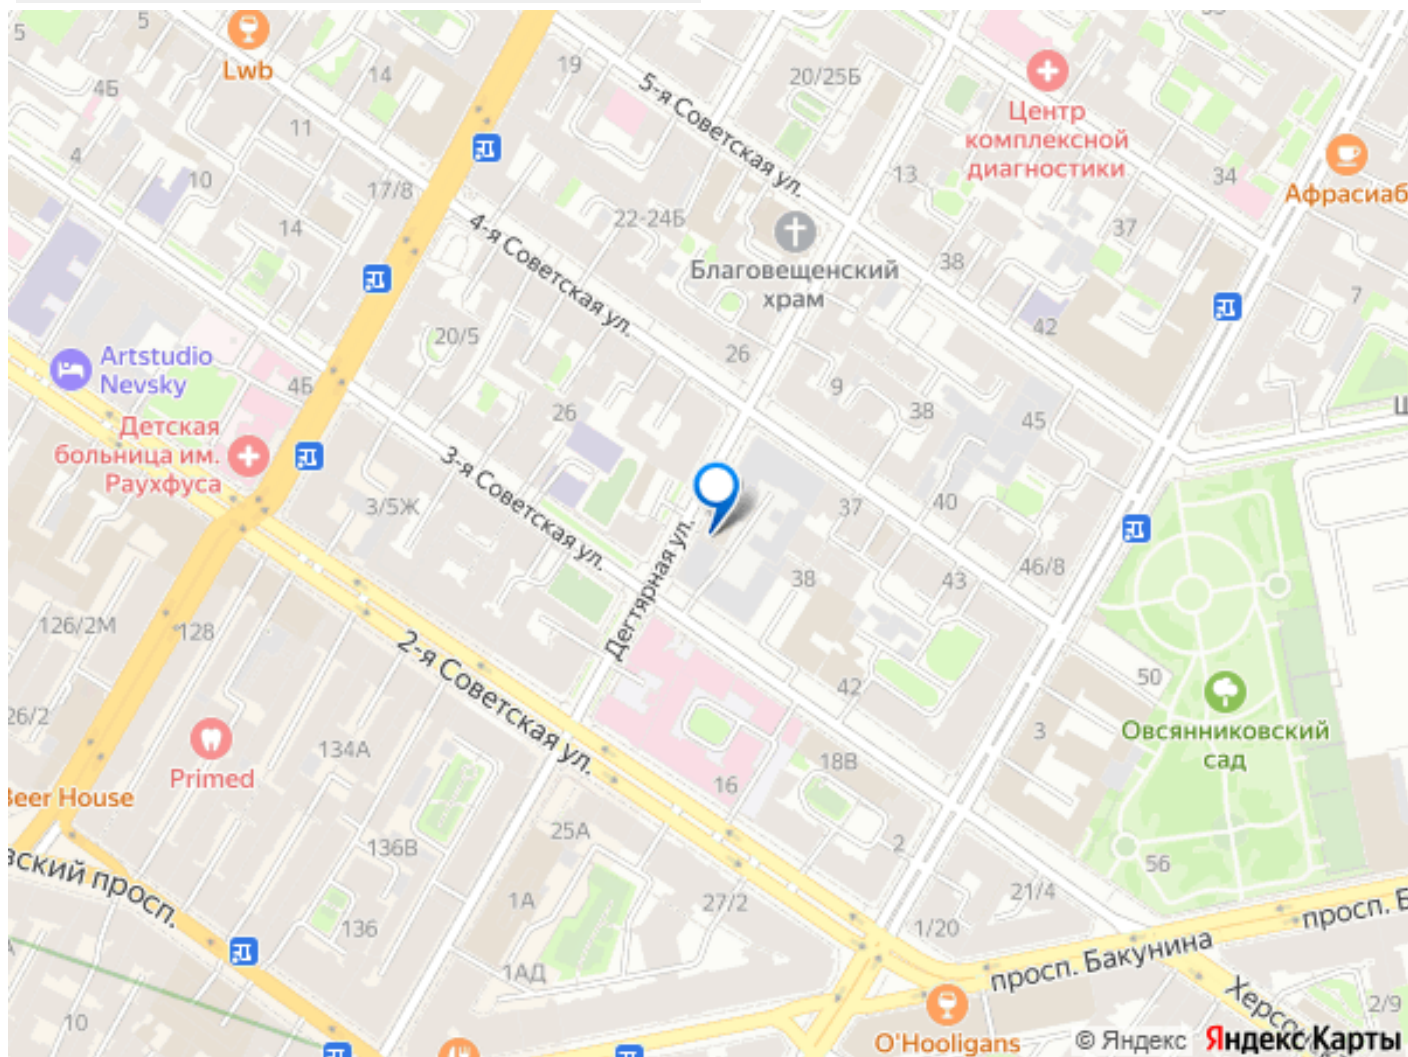 5
5
Lwb
14
4Б
19
20/25Б
5-я Советская ул.
Центр
комплексной
диагностики
Афрасиаб
34
11
4
10
17/8
14
22-24Б
13
37
4-я Советская ул.
Благовещенский
храм
38
7
42
20/5
26
Artstudio
Nevsky
4Б
9
38
45
26
Детская
больница им.
Раухфуса
3-я Советская ул.
3/5Ж
37
40
Дегтярная ул.
38
43
46/8
126/2М
128
2-я Советская ул.
42
50
Овсянниковский
сад
3
26/2
134А
Primed
16
18В
Beer House
25А
136В
2
56
вский просп.
1А
27/2
21/4
136
1/20
просп. Б
просп. Бакунина
1АД
10
O'Hooligans
2/9
© Яндекс Яндекс Карты